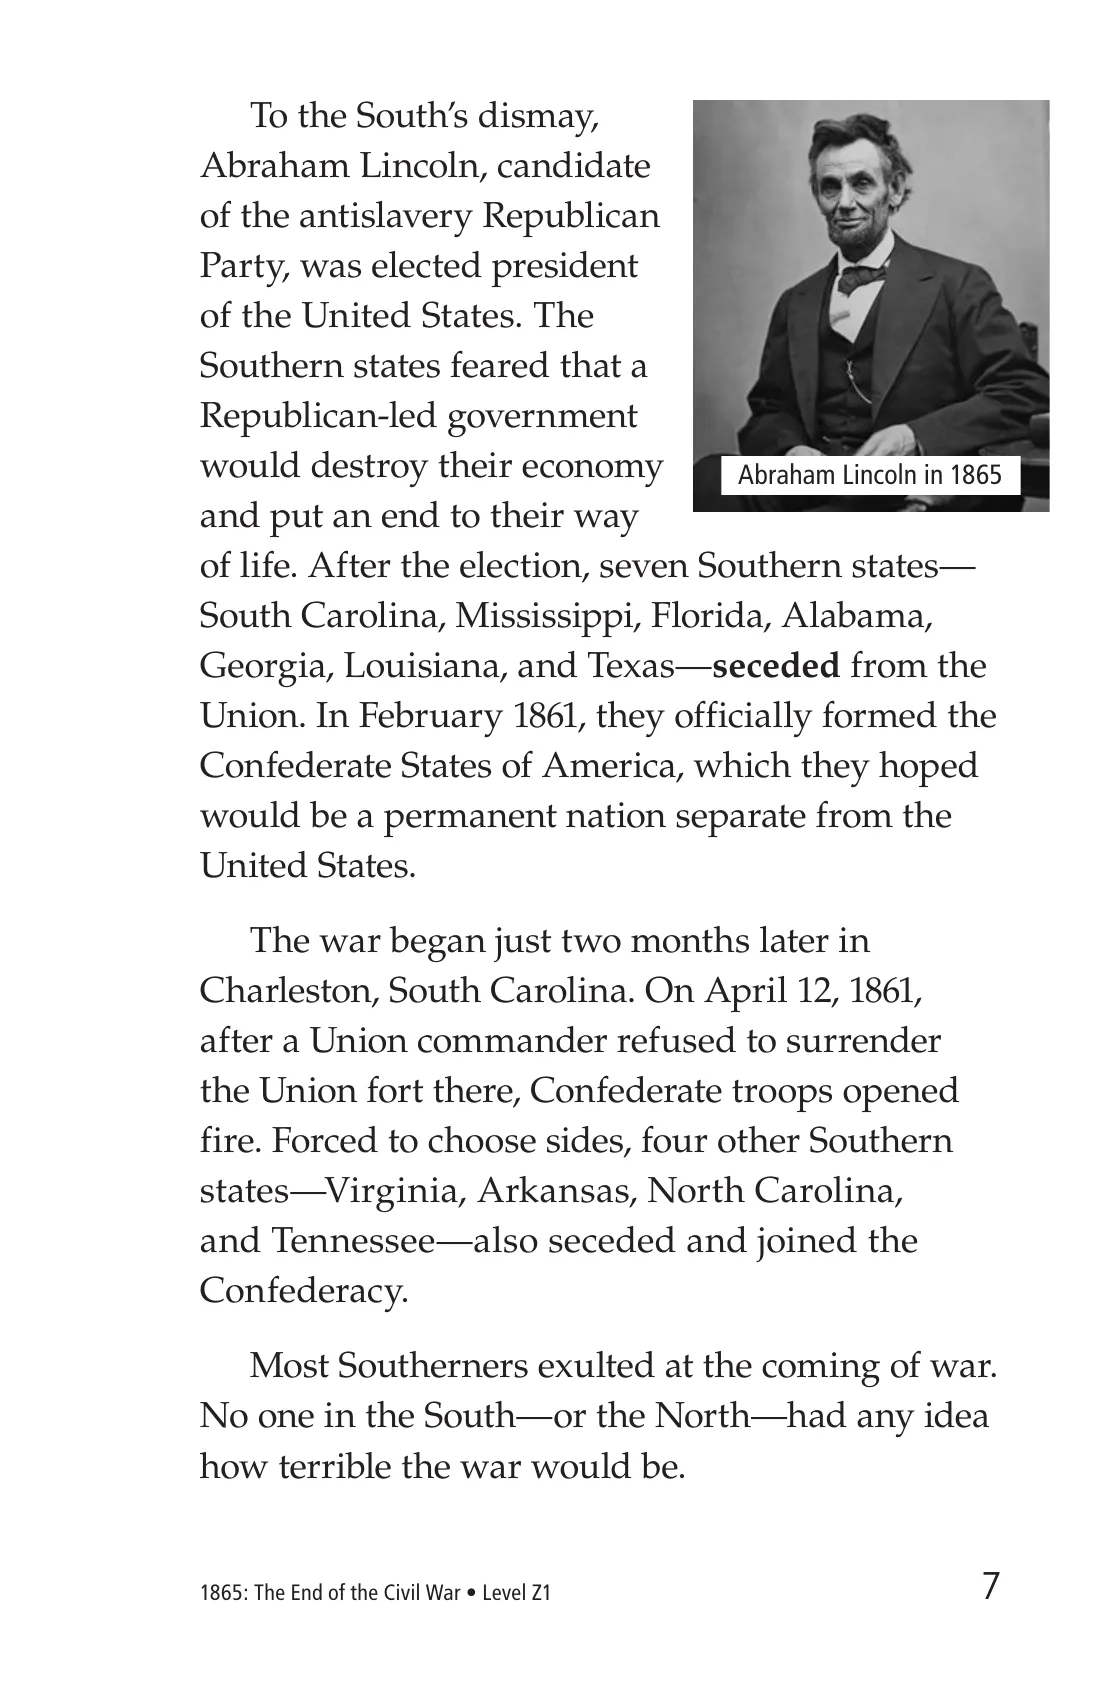 To the South’s dismay,
Abraham Lincoln, candidate
of the antislavery Republican
Party, was elected president
of the United States. The
Southern states feared that a
Republican-led government
would destroy their economy
and put an end to their way
of life. After the election, seven Southern states—
South Carolina, Mississippi, Florida, Alabama,
Georgia, Louisiana, and Texas—seceded from the
Union. In February 1861, they officially formed the
Confederate States of America, which they hoped
would be a permanent nation separate from the
United States.
Abraham Lincoln in 1865
The war began just two months later in
Charleston, South Carolina. On April 12, 1861,
after a Union commander refused to surrender
the Union fort there, Confederate troops opened
fire. Forced to choose sides, four other Southern
states—Virginia, Arkansas, North Carolina,
and Tennessee—also seceded and joined the
Confederacy.
Most Southerners exulted at the coming of war.
No one in the South—or the North—had any idea
how terrible the war would be.
1865: The End of the Civil War • Level Z1
7